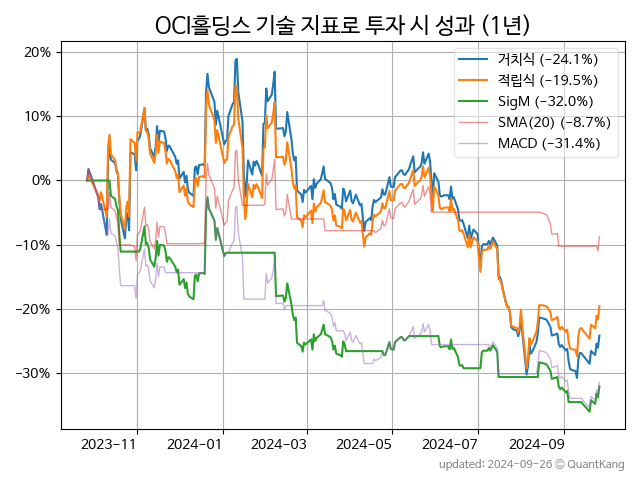 OCI홀딩스 기술 지표로 투자 시 성과 (1년)
거치식 (−24.1%)
적립식 (−19.5%)
SigM (−32.0%)
SMA(20) (−8.7%)
MACD (−31.4%)
20%
10%
0%
−10%
−20%
−30%
2023-11 2024-01 2024-03 2024-05 2024-07 2024-09
updated: 2024-09-26 © QuantKang